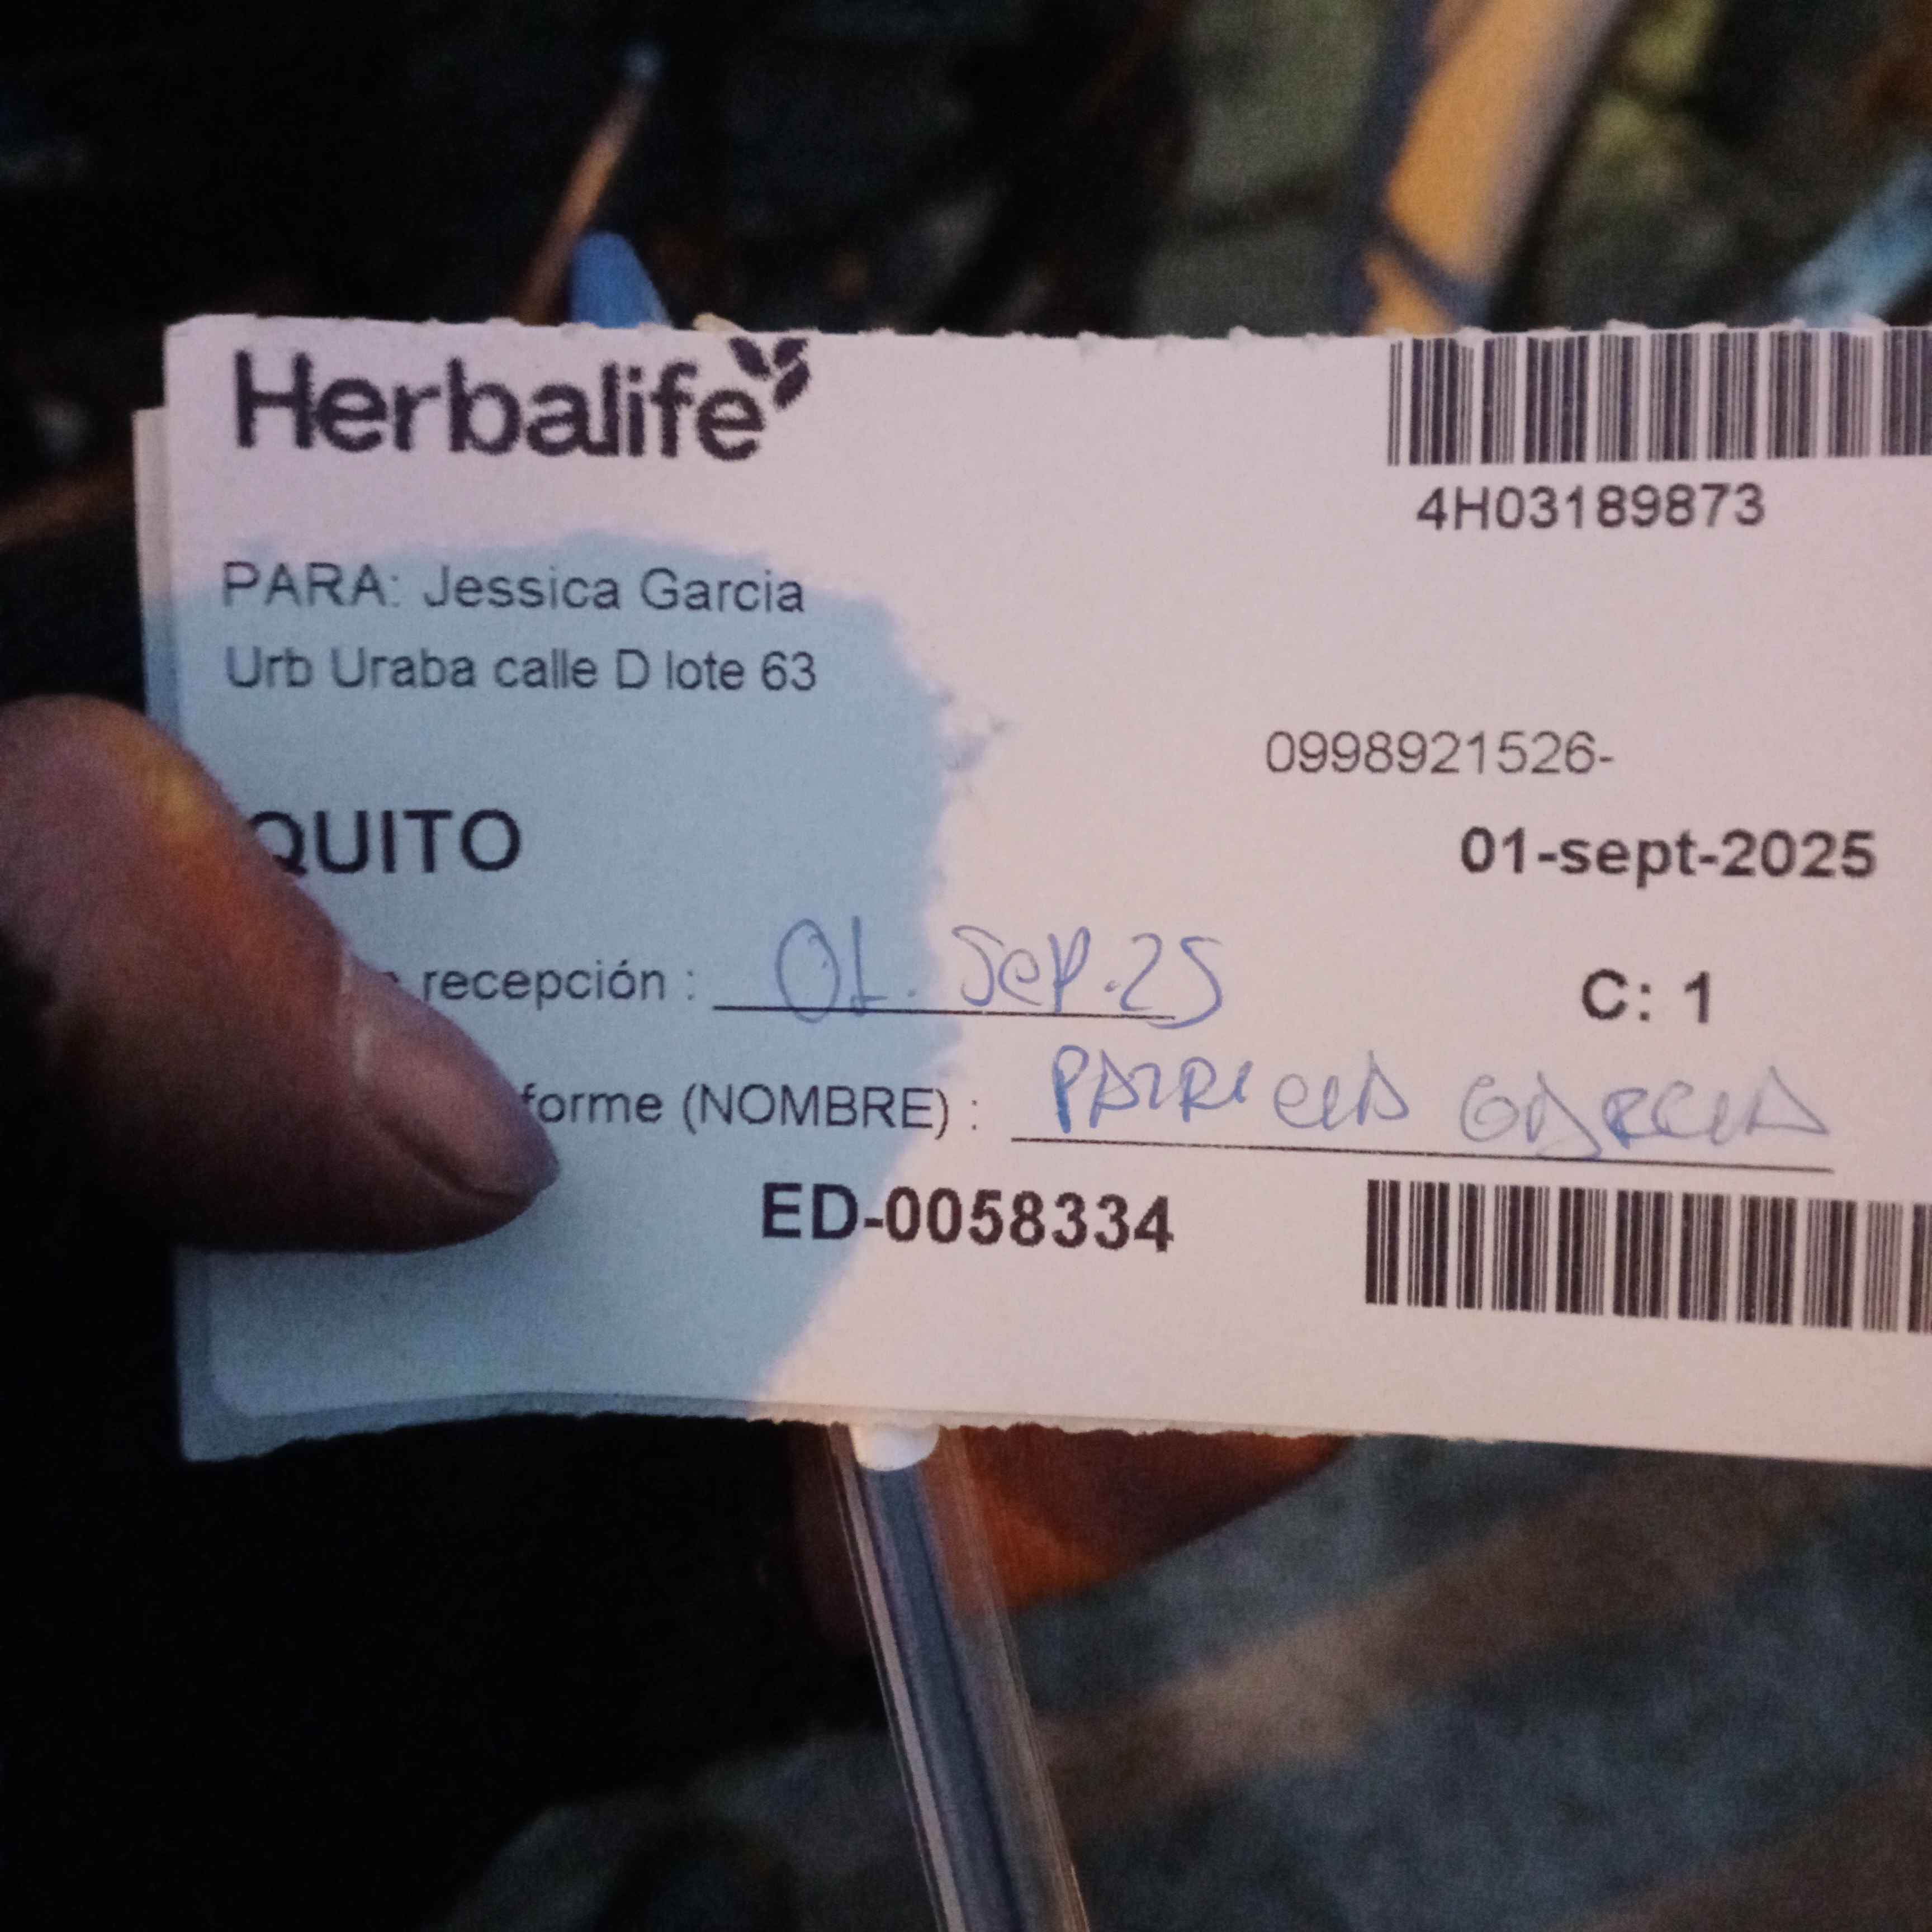 Herbalife
4H03189873
PARA: Jessica Garcia
Urb Uraba calle D lote 63
0998921526-
QUITO
01-sept-2025
recepción : 01. Sep. 25
C: 1
forme (NOMBRE) : PATRICIA GARCIA
ED-0058334